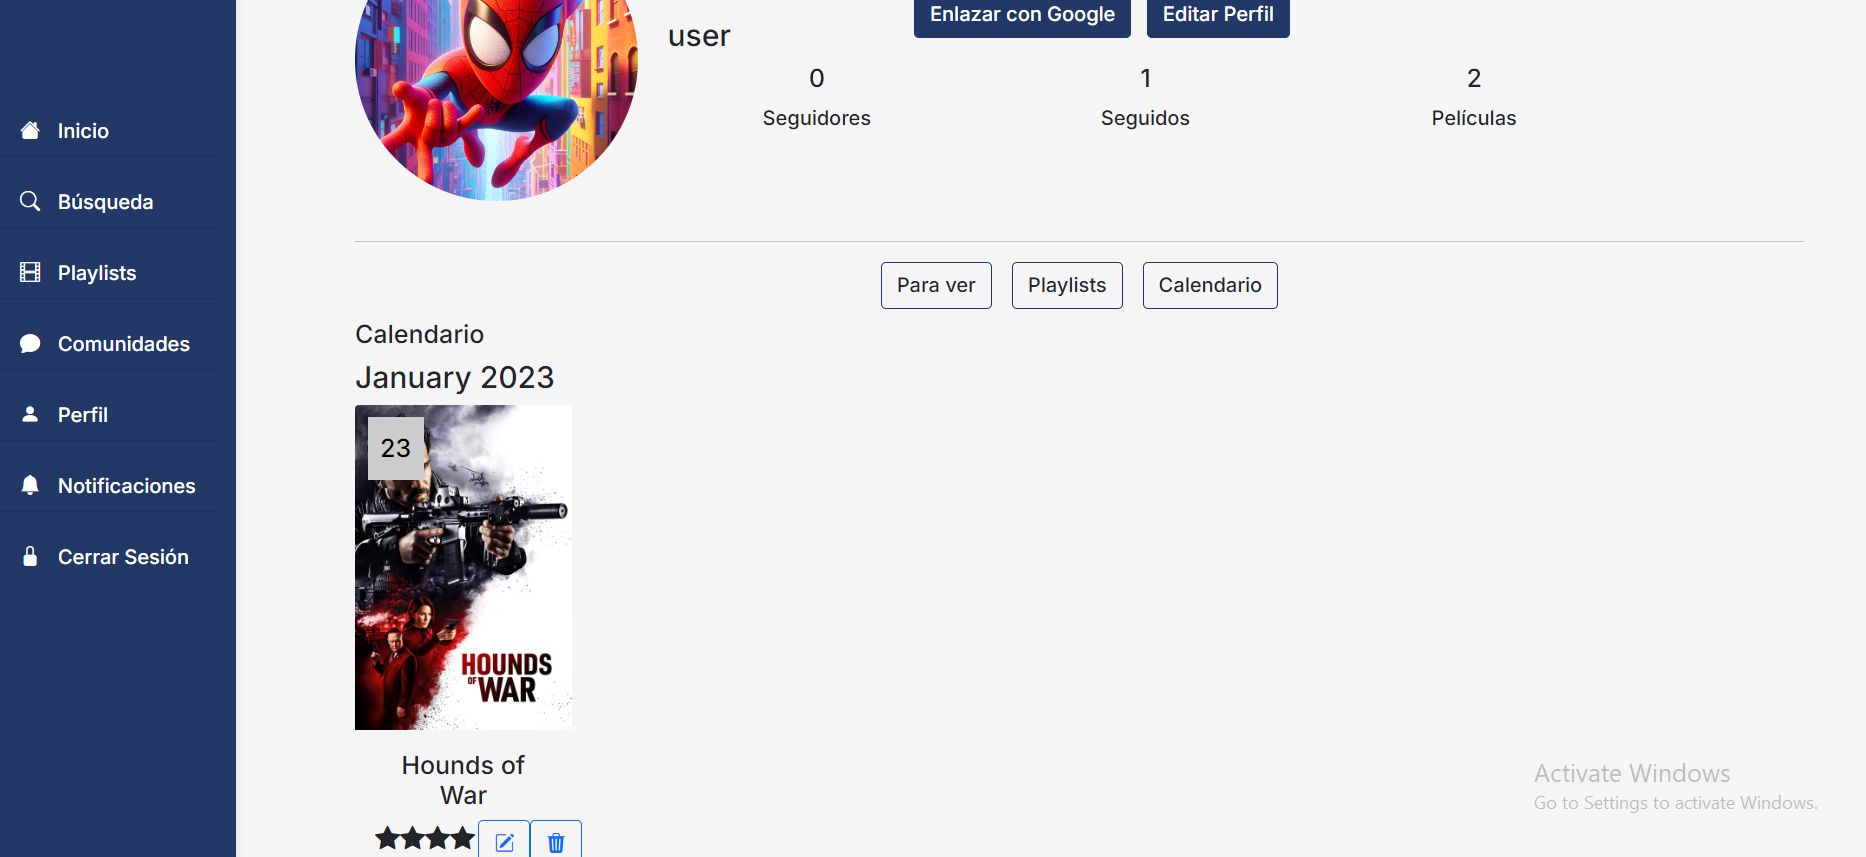 Enlazar con Google
Editar Perfil
user
0
1
2
Seguidores
Seguidos
Películas
Inicio
Búsqueda
Playlists
Comunidades
Perfil
Notificaciones
Cerrar Sesión
Para ver
Playlists
Calendario
Calendario
January 2023
23
HOUNDS
OF WAR
Hounds of
War
Activate Windows
Go to Settings to activate Windows.